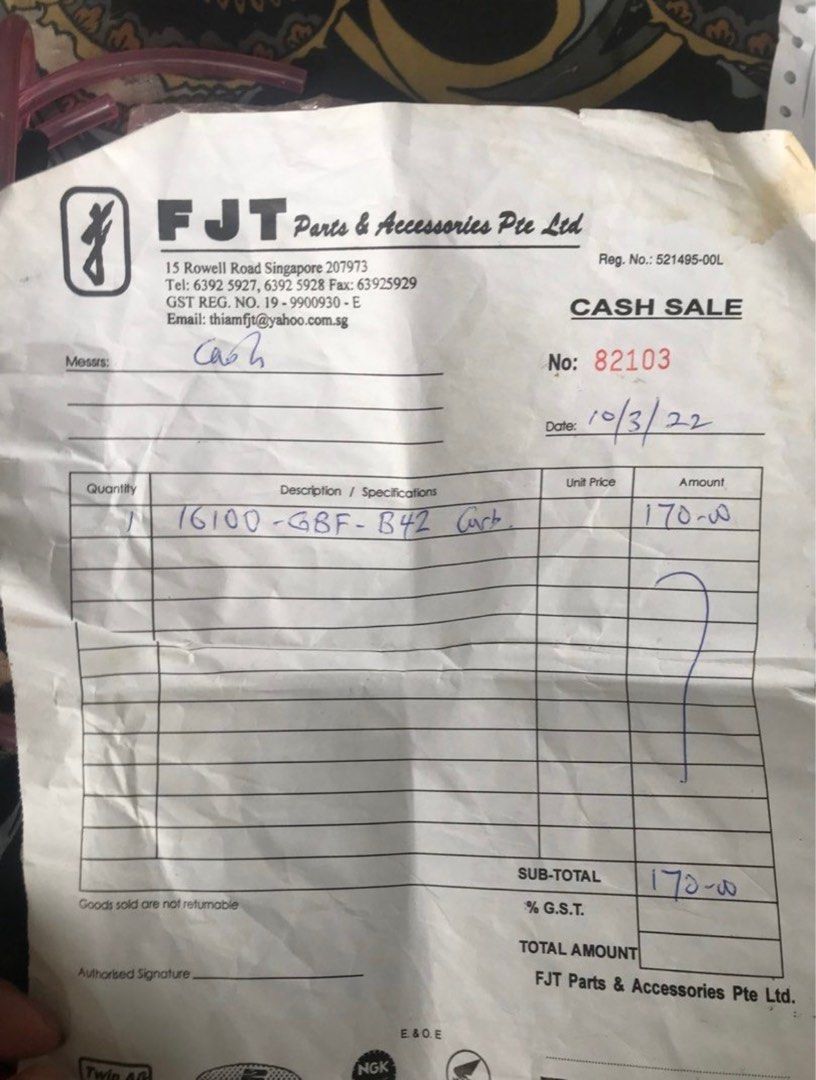 FJT Parts & Accessories Pte Ltd
15 Rowell Road Singapore 207973
Tel: 6392 5927, 6392 5928 Fax: 63925929
GST REG. NO. 19 - 9900930 - E
Email: thiamfjt@yahoo.com.sg
Reg. No.: 521495-00L
CASH SALE
Messrs: Cash
No: 82103
Date: 10/3/22
Quantity Description / Specifications Unit Price Amount
1 16100-GBF-B42 Carb. 170-00
SUB-TOTAL 170-00
Goods sold are not returnable
% G.S.T.
TOTAL AMOUNT
Authorised Signature
FJT Parts & Accessories Pte Ltd.
E. & O. E
Twin Air
NGK